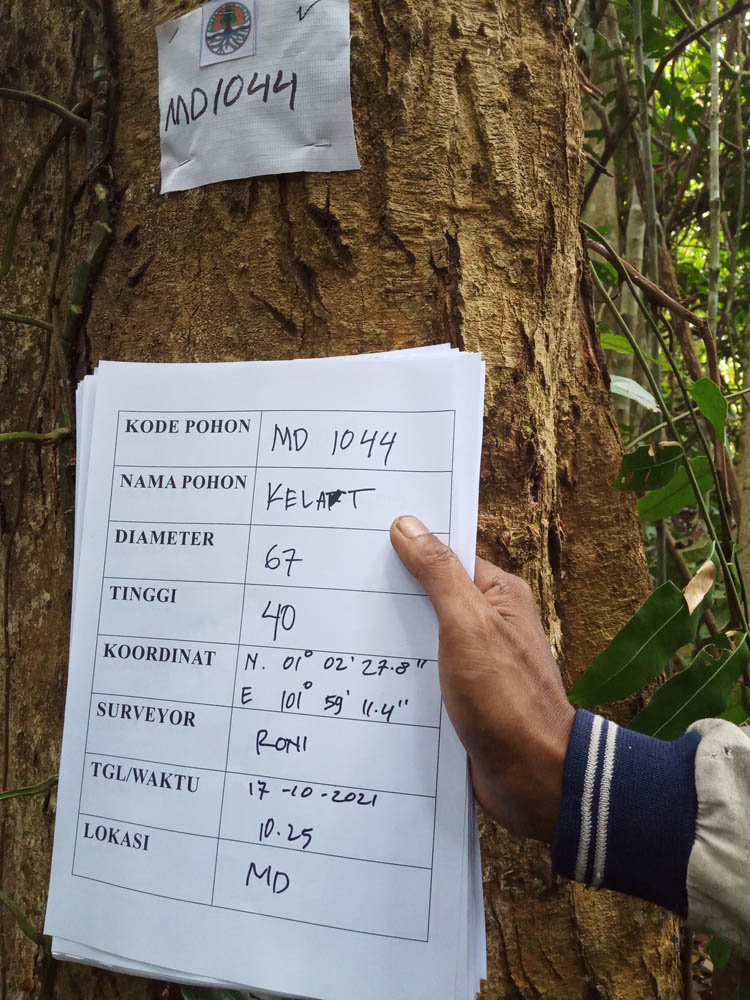 MD1044
KODE POHON MD 1044
NAMA POHON KELAT
DIAMETER 67
TINGGI 40
KOORDINAT N. 01° 02' 27.8"
E 101° 59' 11.4"
SURVEYOR RONI
TGL/WAKTU 17-10-2021
10.25
LOKASI MD